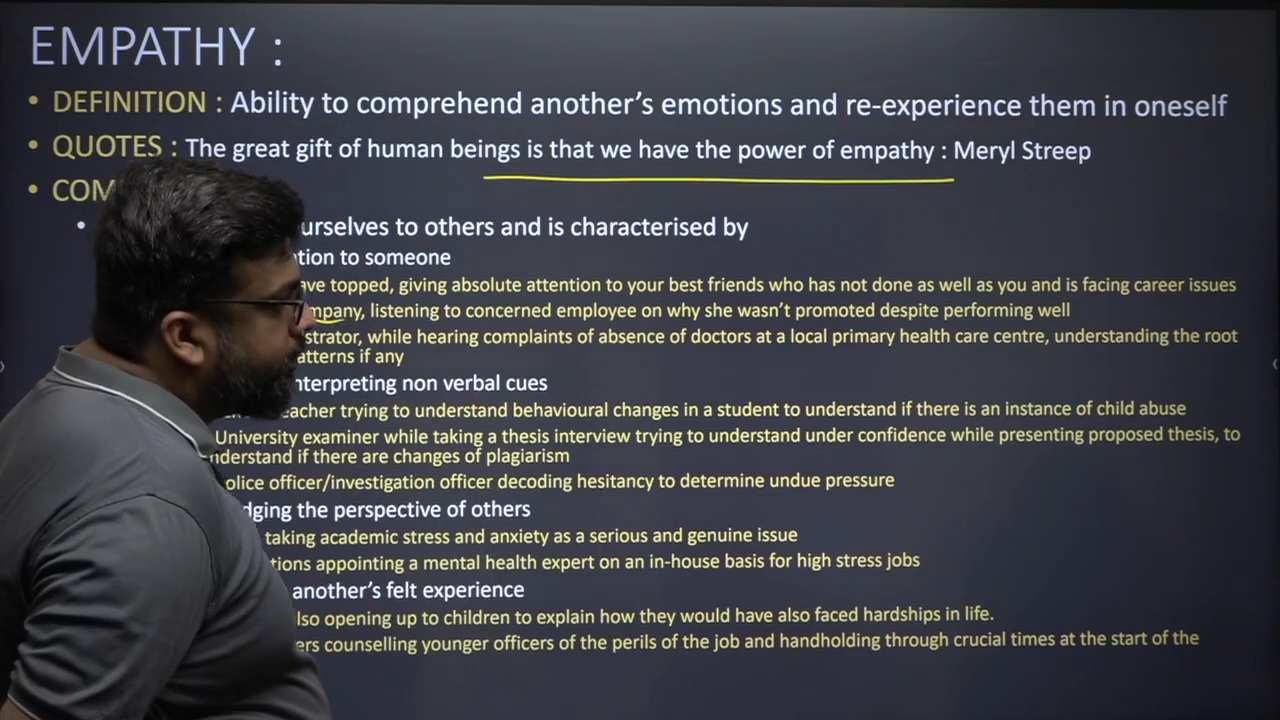 EMPATHY :
• DEFINITION : Ability to comprehend another's emotions and re-experience them in oneself
• QUOTES : The great gift of human beings is that we have the power of empathy : Meryl Streep
•
• urselves to others and is characterised by
tion to someone
ave topped, giving absolute attention to your best friends who has not done as well as you and is facing career issues
mpany, listening to concerned employee on why she wasn't promoted despite performing well
strator, while hearing complaints of absence of doctors at a local primary health care centre, understanding the root
atterns if any
nterpreting non verbal cues
eacher trying to understand behavioural changes in a student to understand if there is an instance of child abuse
University examiner while taking a thesis interview trying to understand under confidence while presenting proposed thesis, to
nderstand if there are changes of plagiarism
olice officer/investigation officer decoding hesitancy to determine undue pressure
dging the perspective of others
taking academic stress and anxiety as a serious and genuine issue
tions appointing a mental health expert on an in-house basis for high stress jobs
another's felt experience
lso opening up to children to explain how they would have also faced hardships in life.
ers counselling younger officers of the perils of the job and handholding through crucial times at the start of the